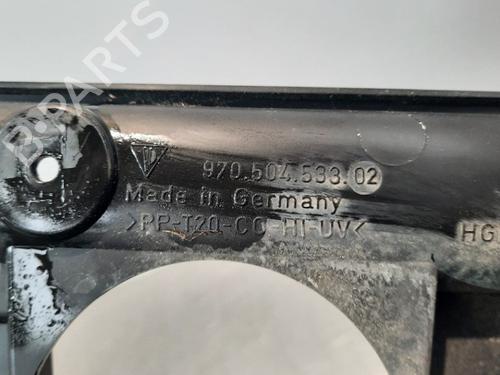 B-PARTS
970.504.533.02
Made in Germany
>PP-T20-CO-HI-UV<
HG